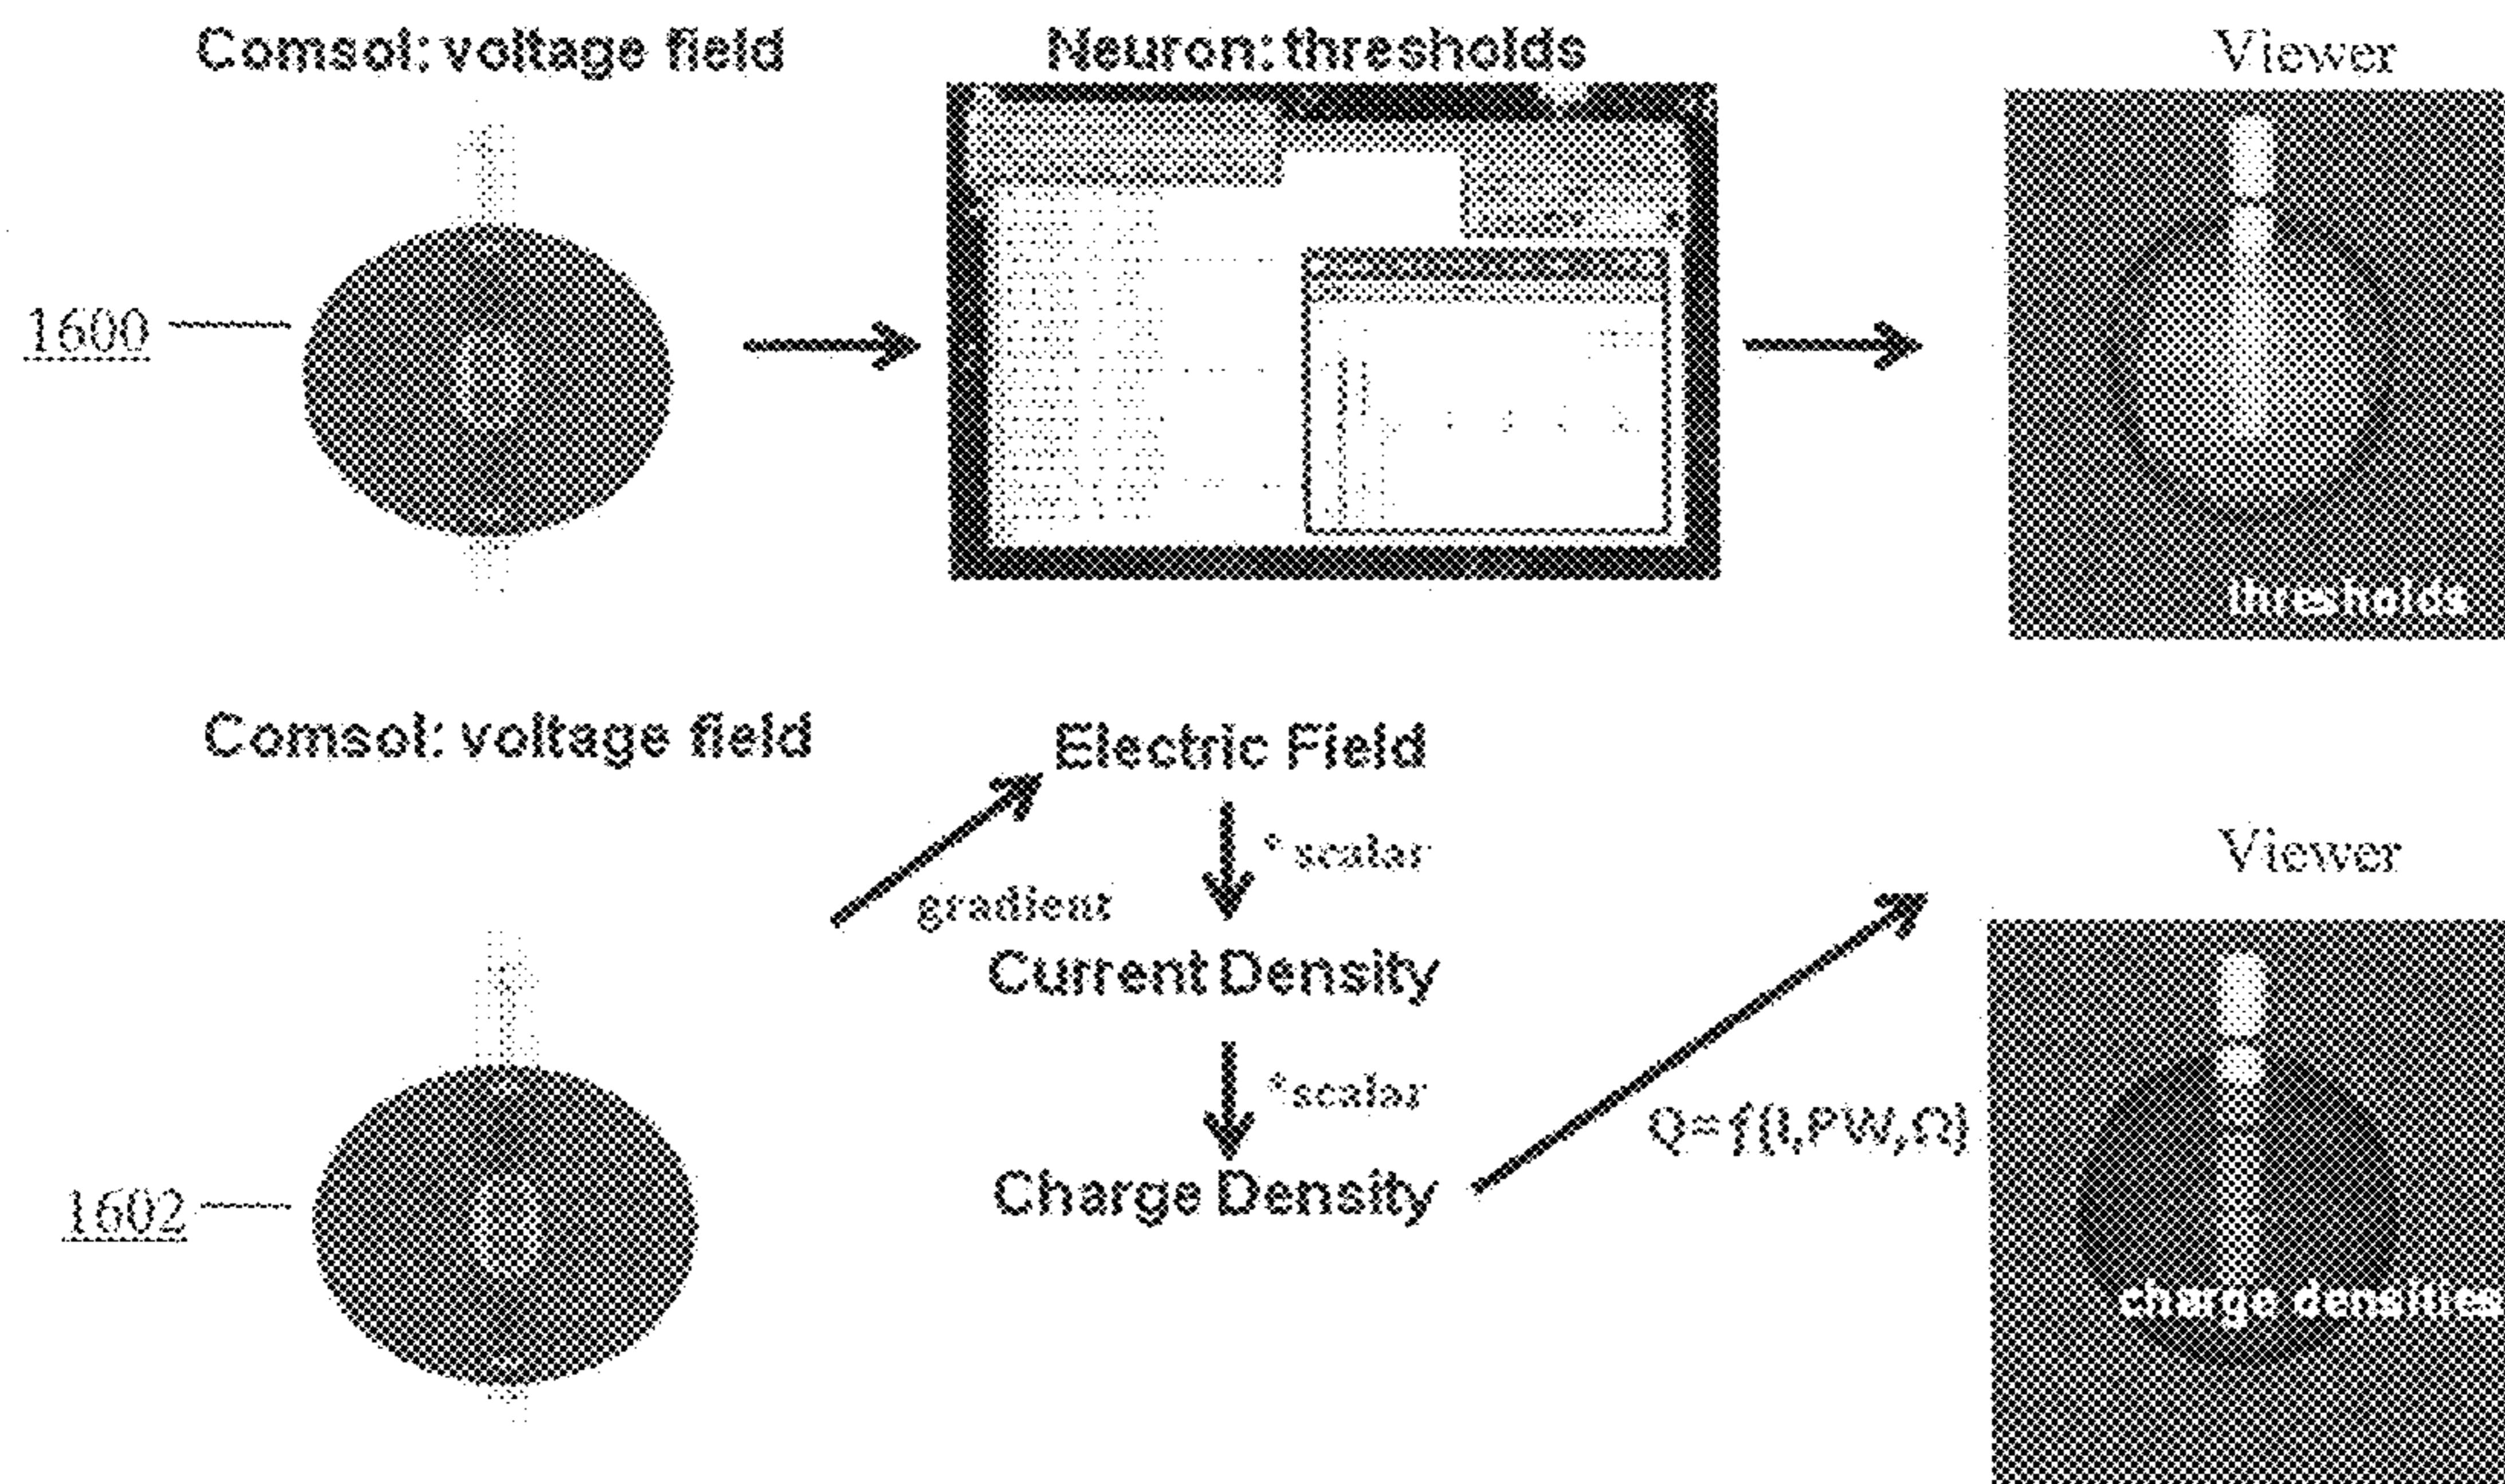 Comsol: voltage field
Neuron: thresholds
Viewer
1600
thresholds
Comsol: voltage field
Electric Field
* scalar
Viewer
gradient
Current Density
*scalar
Q=f(I,PW,Ω)
Charge Density
1602
charge densities